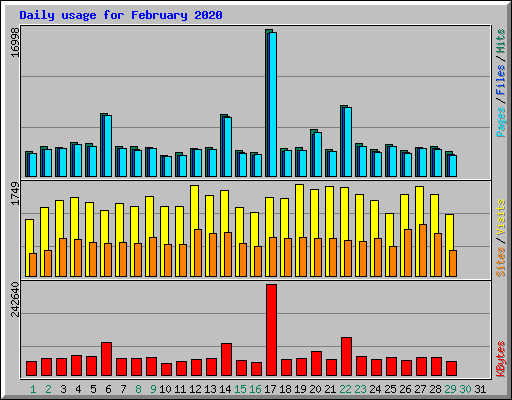 Daily usage for February 2020
16998
Pages / Files / Hits
1749
Sites / Visits
242640
KBytes
1 2 3 4 5 6 7 8 9 10 11 12 13 14 15 16 17 18 19 20 21 22 23 24 25 26 27 28 29 30 31